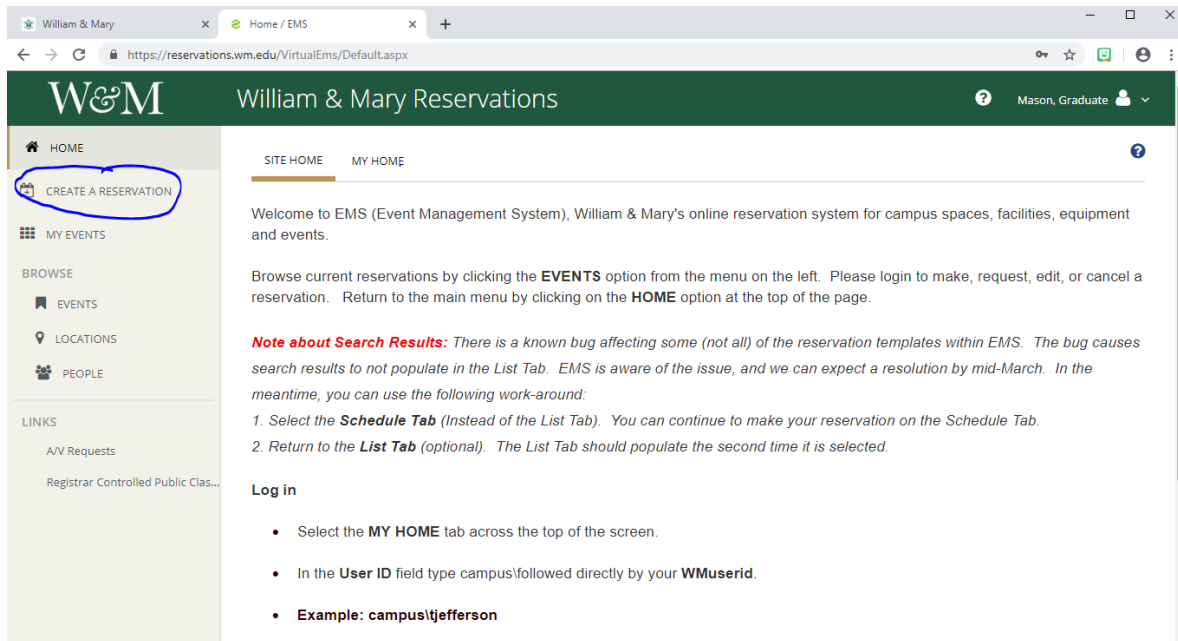 William & Mary
Home / EMS
https://reservations.wm.edu/VirtualEms/Default.aspx
W&M
William & Mary Reservations
Mason, Graduate
HOME
CREATE A RESERVATION
MY EVENTS
BROWSE
EVENTS
LOCATIONS
PEOPLE
LINKS
A/V Requests
Registrar Controlled Public Clas...
SITE HOME MY HOME
Welcome to EMS (Event Management System), William & Mary's online reservation system for campus spaces, facilities, equipment
and events.
Browse current reservations by clicking the EVENTS option from the menu on the left. Please login to make, request, edit, or cancel a
reservation. Return to the main menu by clicking on the HOME option at the top of the page.
Note about Search Results: There is a known bug affecting some (not all) of the reservation templates within EMS. The bug causes
search results to not populate in the List Tab. EMS is aware of the issue, and we can expect a resolution by mid-March. In the
meantime, you can use the following work-around:
1. Select the Schedule Tab (Instead of the List Tab). You can continue to make your reservation on the Schedule Tab.
2. Return to the List Tab (optional). The List Tab should populate the second time it is selected.
Log in
• Select the MY HOME tab across the top of the screen.
• In the User ID field type campus\followed directly by your WMuserid.
• Example: campus\tjefferson